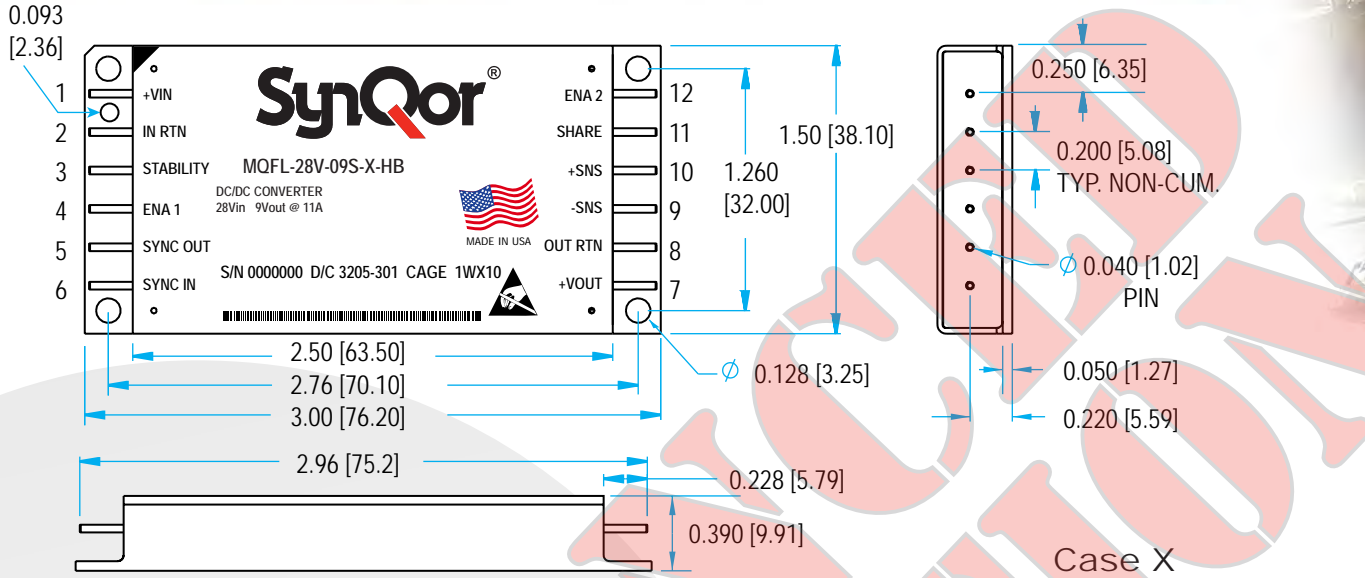 0.093
[2.36]
SynQor®
1 +VIN
2 IN RTN
3 STABILITY
4 ENA 1
5 SYNC OUT
6 SYNC IN
MQFL-28V-09S-X-HB
DC/DC CONVERTER
28Vin 9Vout @ 11A
MADE IN USA
S/N 0000000 D/C 3205-301 CAGE 1WX10
ENA 2 12
SHARE 11
+SNS 10
-SNS 9
OUT RTN 8
+VOUT 7
1.50 [38.10]
1.260
[32.00]
2.50 [63.50]
2.76 [70.10]
3.00 [76.20]
Ø 0.128 [3.25]
0.250 [6.35]
0.200 [5.08]
TYP. NON-CUM.
Ø 0.040 [1.02]
PIN
0.050 [1.27]
0.220 [5.59]
2.96 [75.2]
0.228 [5.79]
0.390 [9.91]
Case X